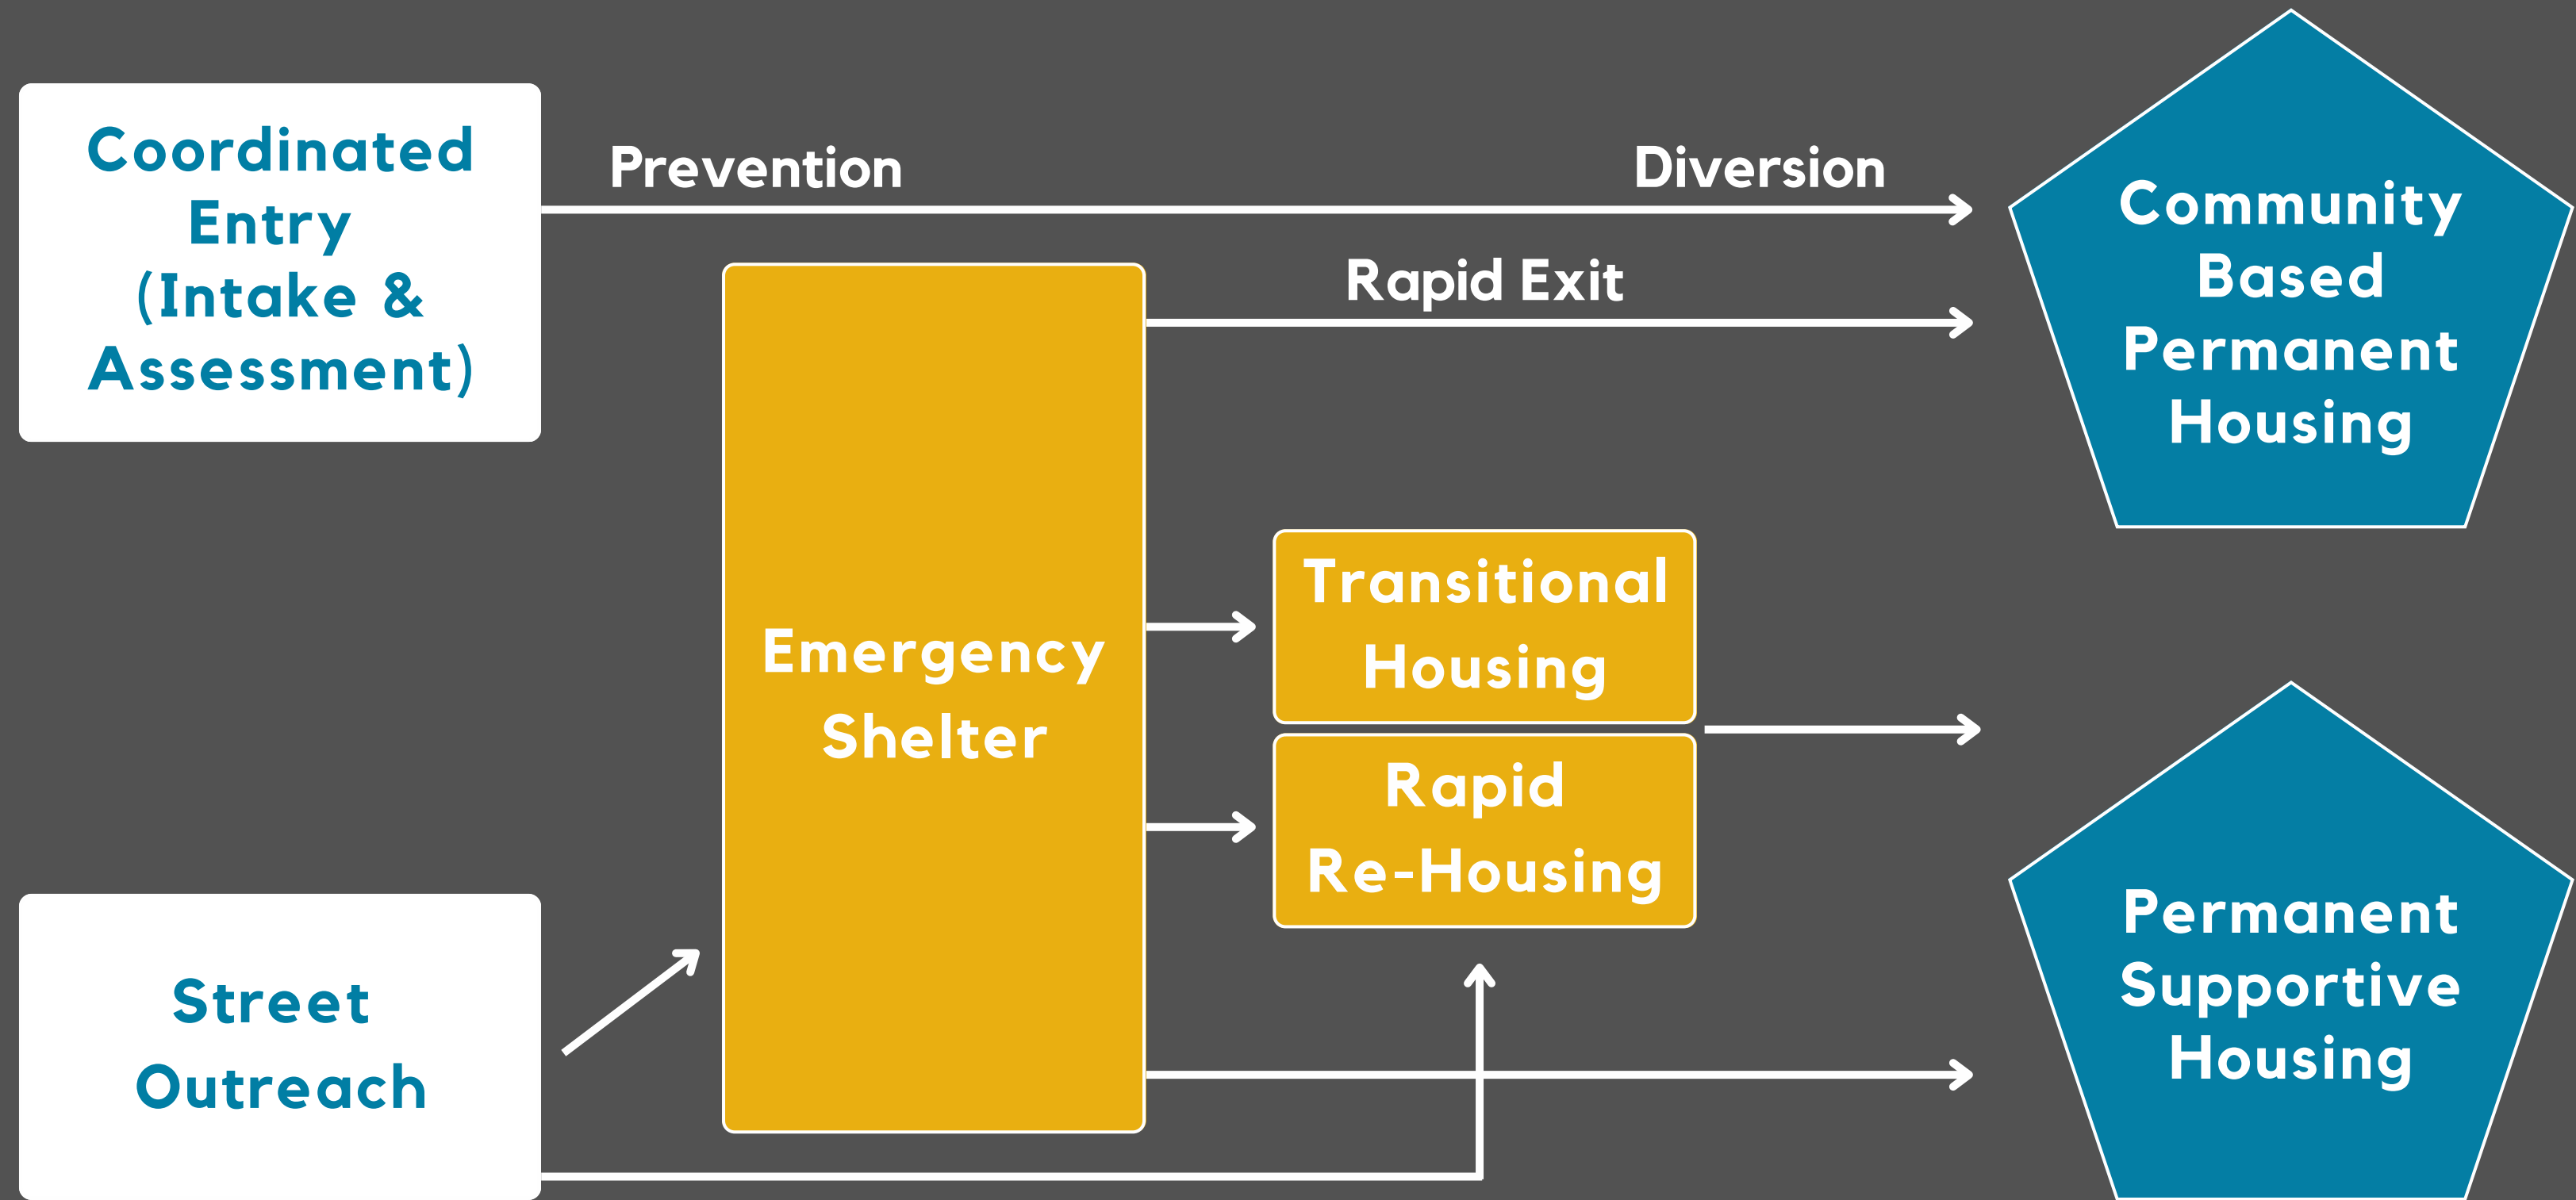 Coordinated
Entry
(Intake &
Assessment)
Prevention
Diversion
Rapid Exit
Community
Based
Permanent
Housing
Emergency
Shelter
Transitional
Housing
Rapid
Re-Housing
Street
Outreach
Permanent
Supportive
Housing